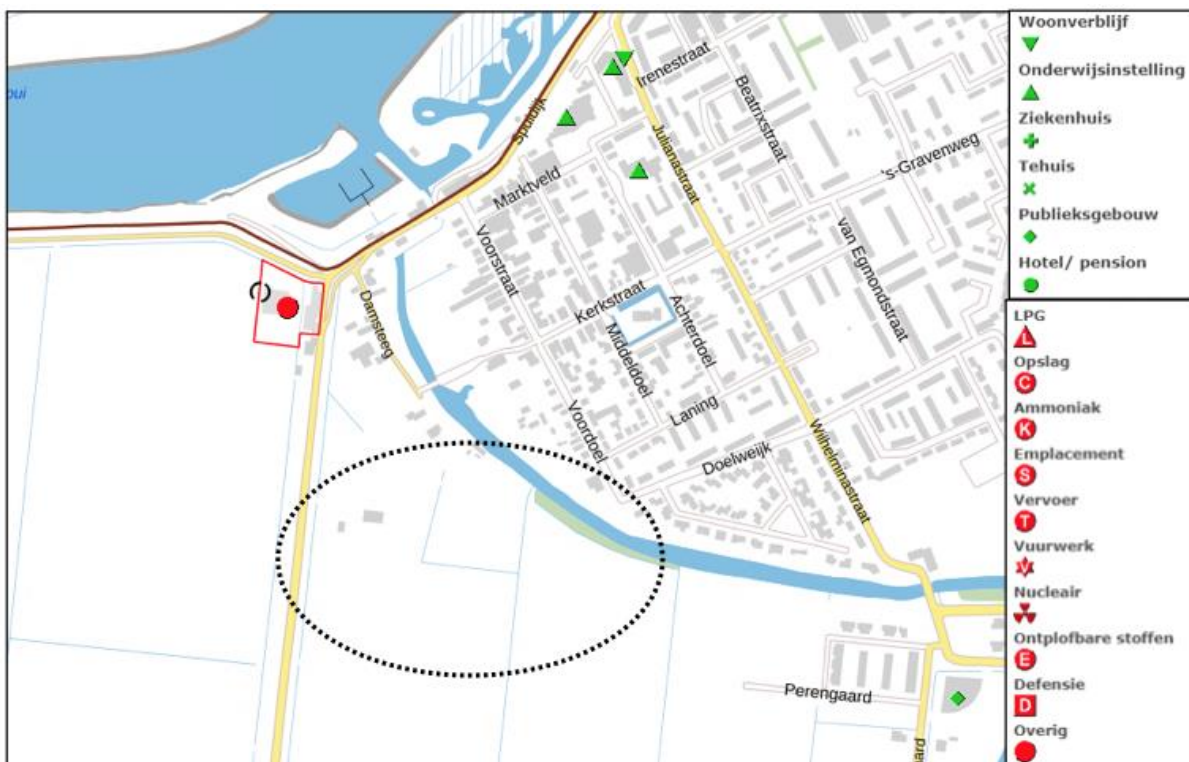 Spuidijk
Irenestraat
Beatrixstraat
Julianastraat
's-Gravenweg
Marktveld
Voorstraat
van Egmondstraat
Kerkstraat
Achterdoel
Damsteeg
Middeldoel
Laning
Voordoel
Doelweijk
Wilhelminastraat
Perengaard
Woonverblijf
Onderwijsinstelling
Ziekenhuis
Tehuis
Publieksgebouw
Hotel/ pension
LPG
L
Opslag
C
Ammoniak
K
Emplacement
S
Vervoer
T
Vuurwerk
V
Nucleair
Ontplofbare stoffen
E
Defensie
D
Overig